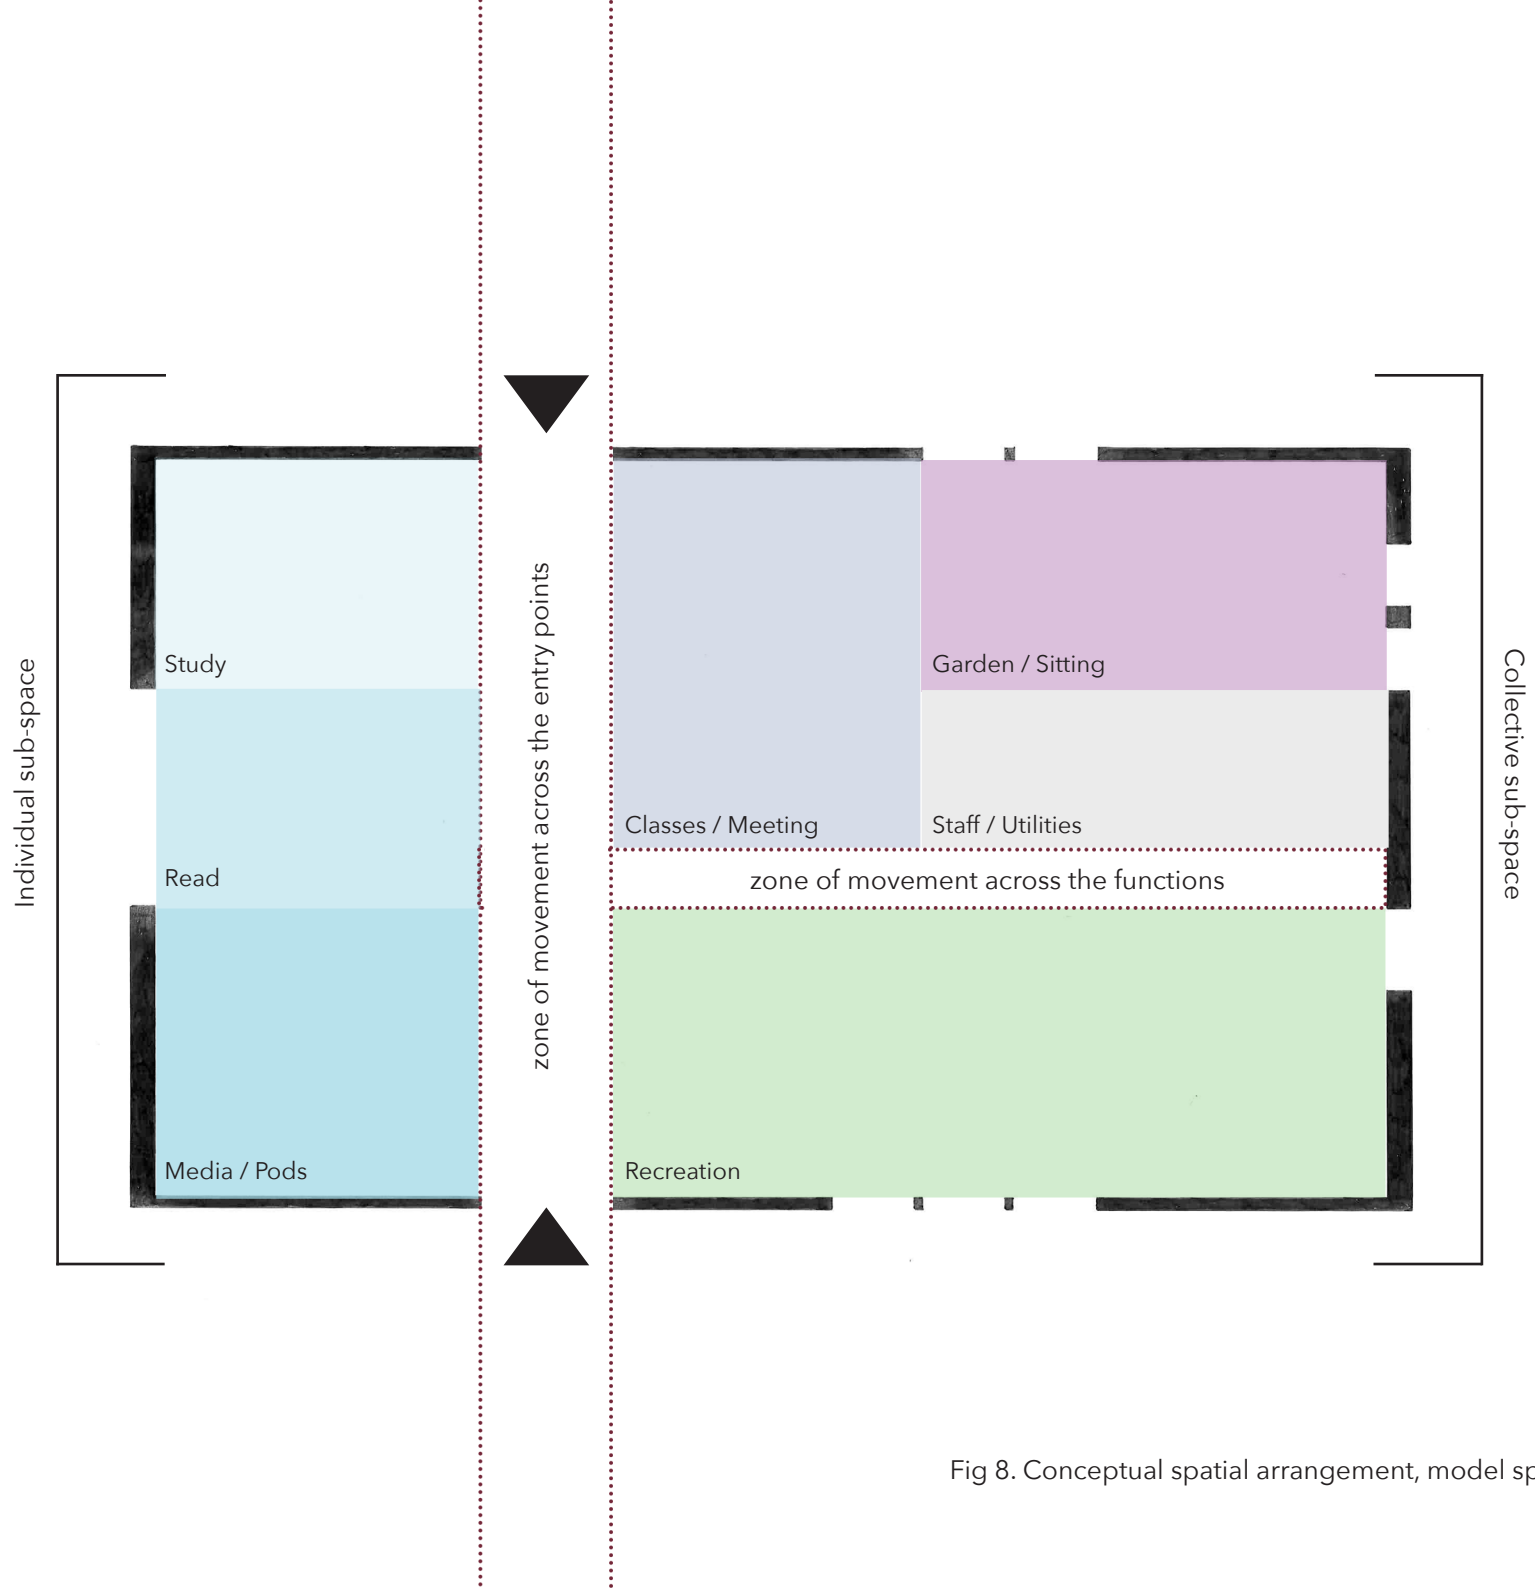 Individual sub-space
Study
Read
Media / Pods
zone of movement across the entry points
Classes / Meeting
Garden / Sitting
Staff / Utilities
zone of movement across the functions
Recreation
Collective sub-space
Fig 8. Conceptual spatial arrangement, model